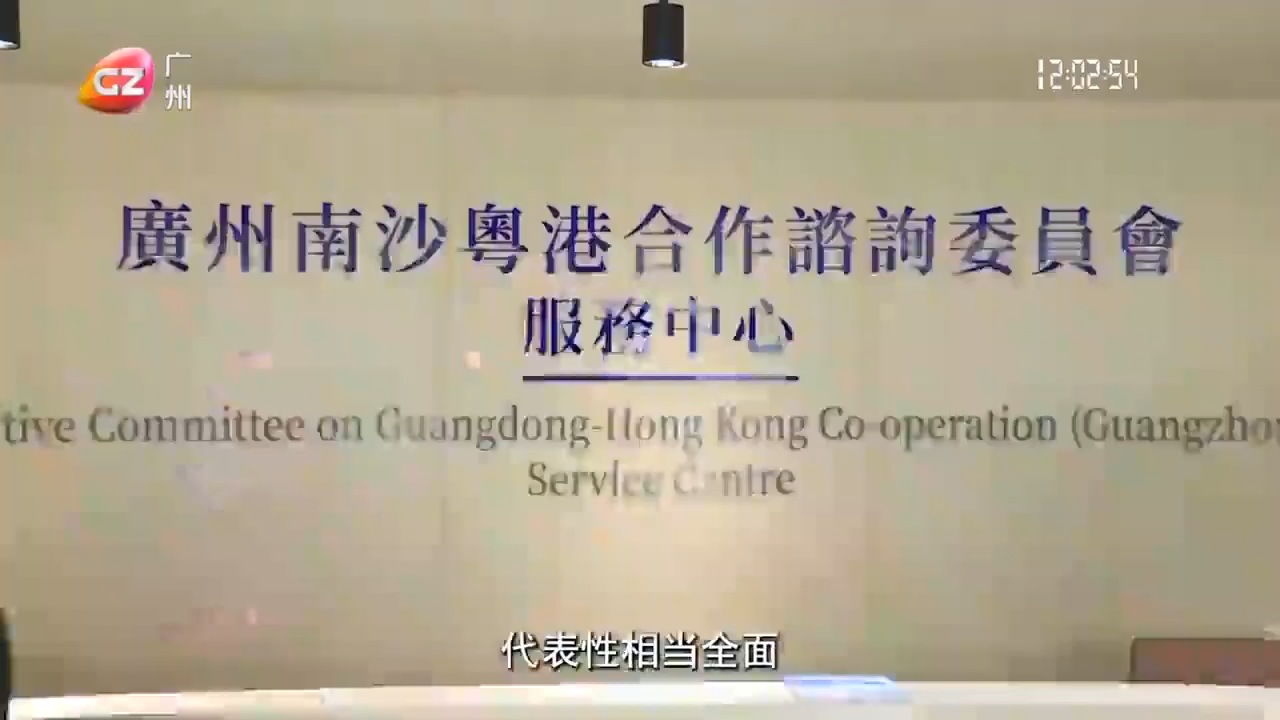 GZ 广州
12:02:54
廣州南沙粵港合作諮詢委員會
服務中心
tive Committee on Guangdong-Hong Kong Co-operation (Guangzhou
Service Centre
代表性相当全面